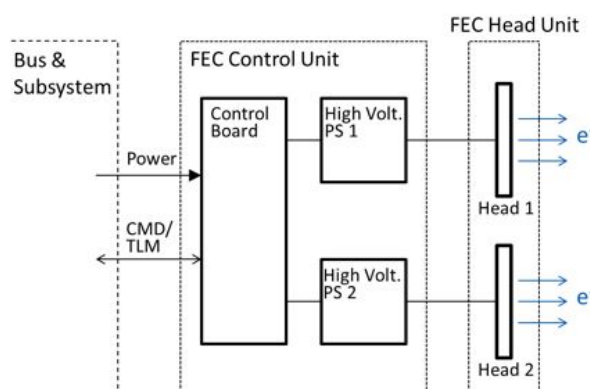 FEC Head Unit
Bus &
Subsystem
FEC Control Unit
Control
Board
High Volt.
PS 1
Power
e-
Head 1
CMD/
TLM
High Volt.
PS 2
e-
Head 2